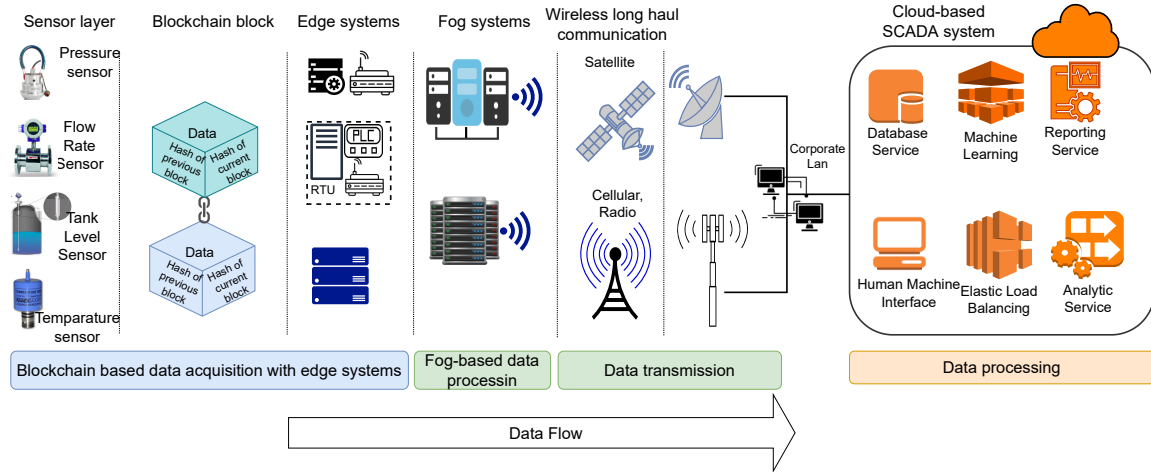 Sensor layer
Pressure
sensor
Flow
Rate
Sensor
Tank
Level
Sensor
Temparature
sensor
Blockchain block
Data
Hash of
previous
block
Hash of
current
block
Data
Hash of
previous
block
Hash of
current
block
Edge systems
PLC
RTU
Fog systems
Wireless long haul
communication
Satellite
Cellular,
Radio
Corporate
Lan
Cloud-based
SCADA system
Database
Service
Machine
Learning
Reporting
Service
Human Machine
Interface
Elastic Load
Balancing
Analytic
Service
Blockchain based data acquisition with edge systems
Fog-based data
processin
Data transmission
Data processing
Data Flow